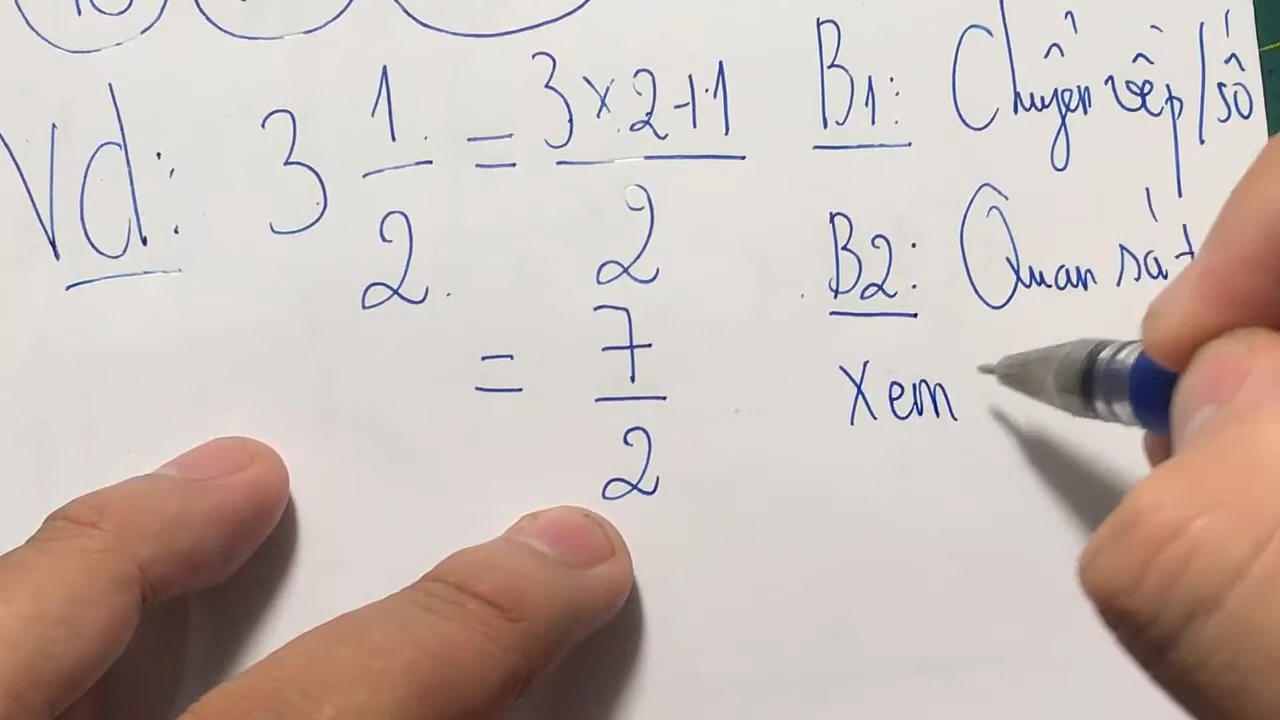 Vd: 3 1/2 = 3 × 2 + 1 / 2
= 7/2
B1: Chuyển về p/số
B2: Quan sát
Xem